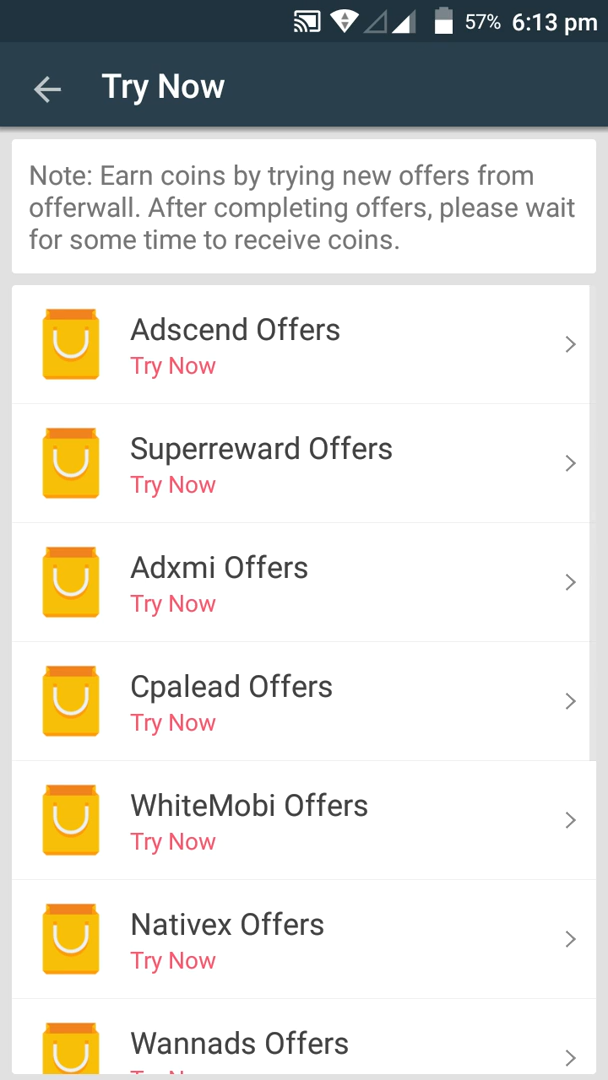 57% 6:13 pm
Try Now
Note: Earn coins by trying new offers from
offerwall. After completing offers, please wait
for some time to receive coins.
Adscend Offers
Try Now
Superreward Offers
Try Now
Adxmi Offers
Try Now
Cpalead Offers
Try Now
WhiteMobi Offers
Try Now
Nativex Offers
Try Now
Wannads Offers